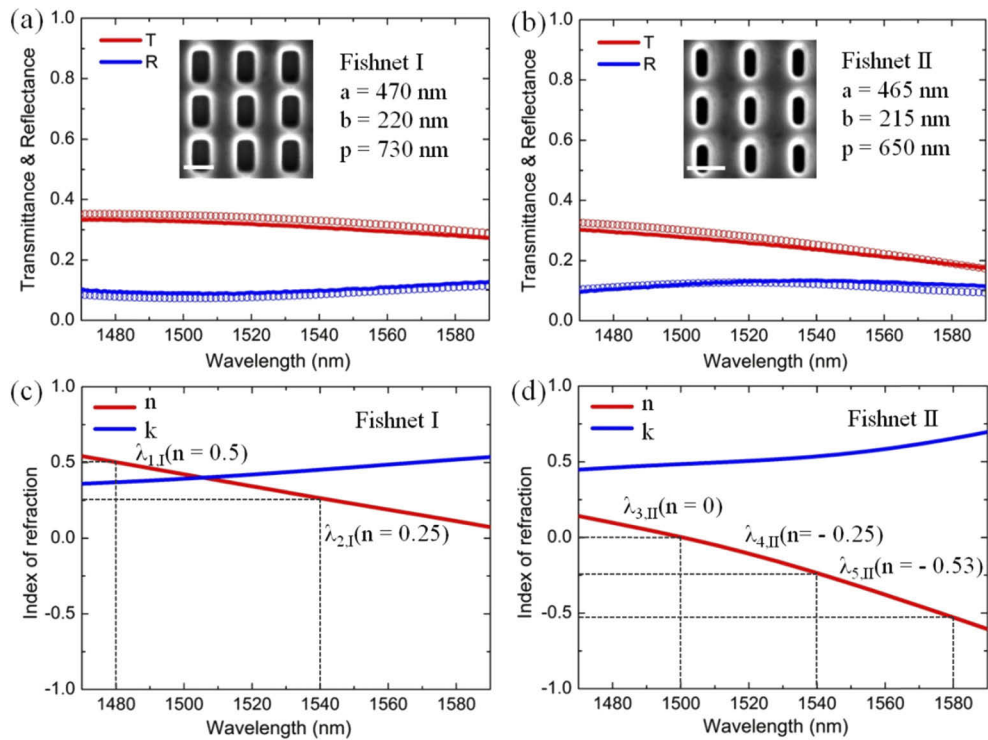 (a)
1.0
0.8
0.6
0.4
0.2
0.0
Transmittance & Reflectance
T
R
Fishnet I
a = 470 nm
b = 220 nm
p = 730 nm
1480 1500 1520 1540 1560 1580
Wavelength (nm)
(b)
1.0
0.8
0.6
0.4
0.2
0.0
Transmittance & Reflectance
T
R
Fishnet II
a = 465 nm
b = 215 nm
p = 650 nm
1480 1500 1520 1540 1560 1580
Wavelength (nm)
(c)
1.0
0.5
0.0
-0.5
-1.0
Index of refraction
n
k
Fishnet I
λ1,I(n = 0.5)
λ2,I(n = 0.25)
1480 1500 1520 1540 1560 1580
Wavelength (nm)
(d)
1.0
0.5
0.0
-0.5
-1.0
Index of refraction
n
k
Fishnet II
λ3,II(n = 0)
λ4,II(n= - 0.25)
λ5,II(n = - 0.53)
1480 1500 1520 1540 1560 1580
Wavelength (nm)